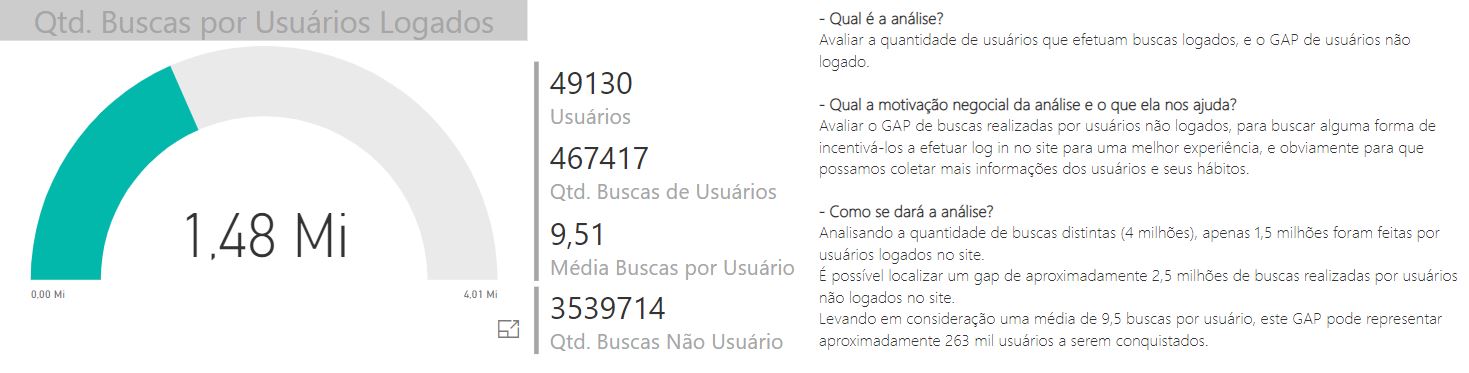 Qtd. Buscas por Usuários Logados
1,48 Mi
0,00 Mi
4,01 Mi
49130
Usuários
467417
Qtd. Buscas de Usuários
9,51
Média Buscas por Usuário
3539714
Qtd. Buscas Não Usuário
- Qual é a análise?
Avaliar a quantidade de usuários que efetuam buscas logados, e o GAP de usuários não
logado.
- Qual a motivação negocial da análise e o que ela nos ajuda?
Avaliar o GAP de buscas realizadas por usuários não logados, para buscar alguma forma de
incentivá-los a efetuar log in no site para uma melhor experiência, e obviamente para que
possamos coletar mais informações dos usuários e seus hábitos.
- Como se dará a análise?
Analisando a quantidade de buscas distintas (4 milhões), apenas 1,5 milhões foram feitas por
usuários logados no site.
É possível localizar um gap de aproximadamente 2,5 milhões de buscas realizadas por usuários
não logados no site.
Levando em consideração uma média de 9,5 buscas por usuário, este GAP pode representar
aproximadamente 263 mil usuários a serem conquistados.